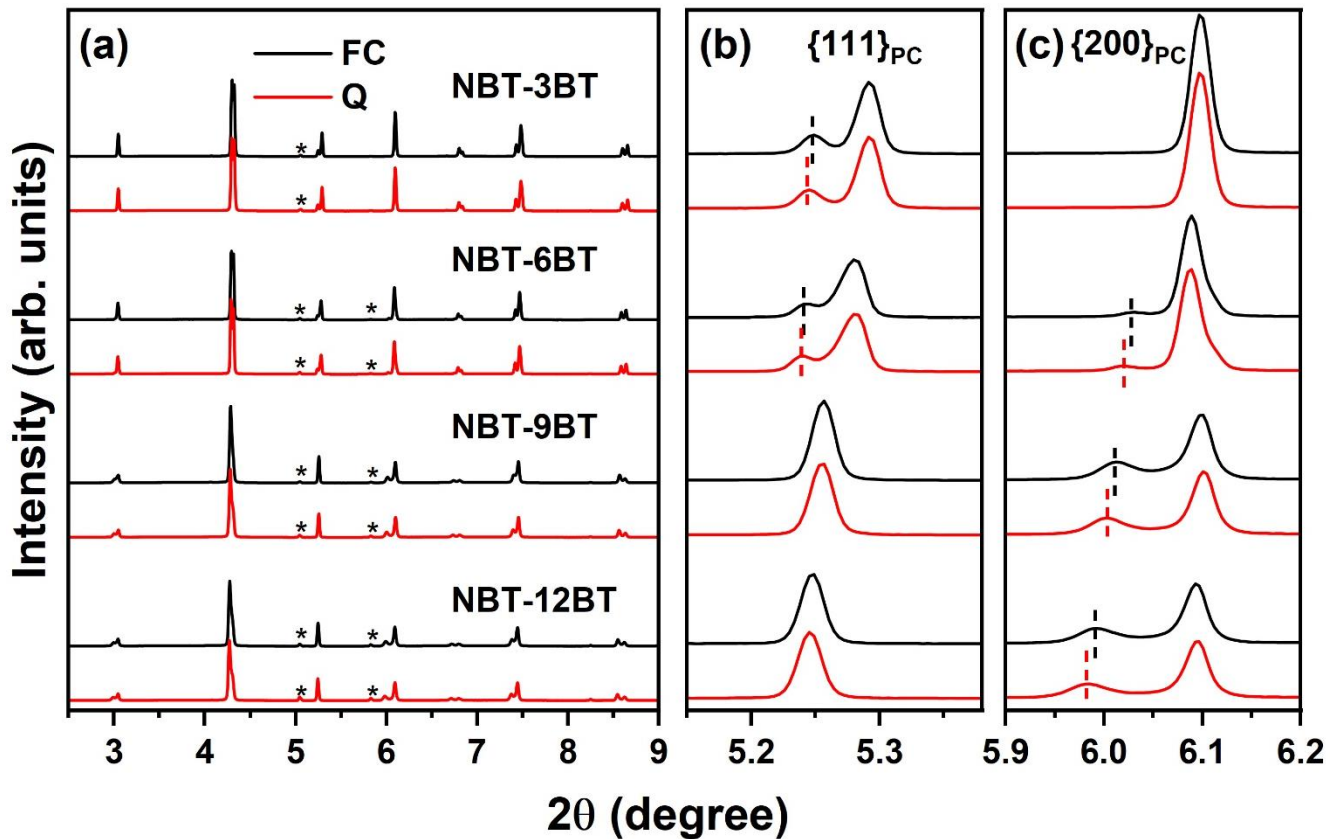 (a)
FC
Q
NBT-3BT
*
*
NBT-6BT
* *
* *
NBT-9BT
* *
* *
NBT-12BT
* *
* *
(b) {111}PC
(c) {200}PC
Intensity (arb. units)
3 4 5 6 7 8 9
5.2 5.3
5.9 6.0 6.1 6.2
2θ (degree)